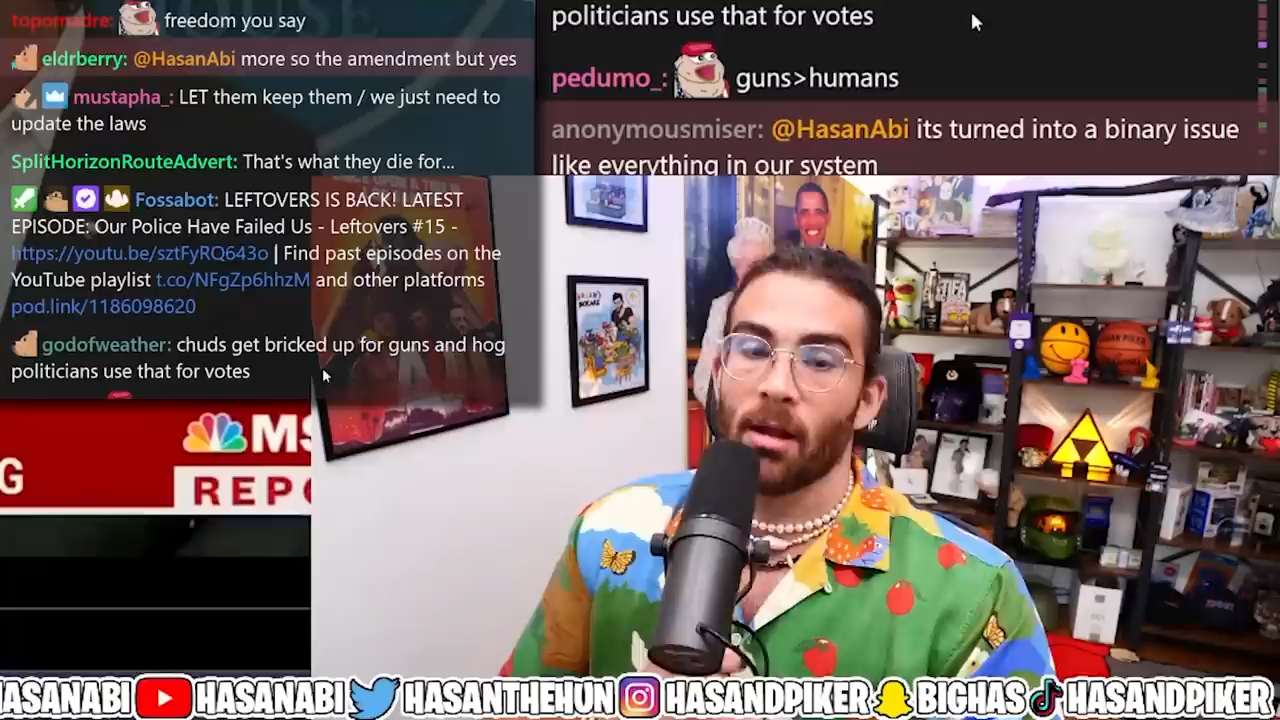 topomadre: freedom you say
eldrberry: @HasanAbi more so the amendment but yes
mustapha_: LET them keep them / we just need to
update the laws
SplitHorizonRouteAdvert: That's what they die for...
Fossabot: LEFTOVERS IS BACK! LATEST
EPISODE: Our Police Have Failed Us - Leftovers #15 -
https://youtu.be/sztFyRQ643o | Find past episodes on the
YouTube playlist t.co/NFgZp6hhzM and other platforms
pod.link/1186098620
godofweather: chuds get bricked up for guns and hog
politicians use that for votes
politicians use that for votes
pedumo_: guns>humans
anonymousmiser: @HasanAbi its turned into a binary issue
like everything in our system
G
MS
REPO
FIFA
HASAN PIKER
HASANABI HASANABI HASANTHEHUN HASANDPIKER BIGHAS HASANDPIKER